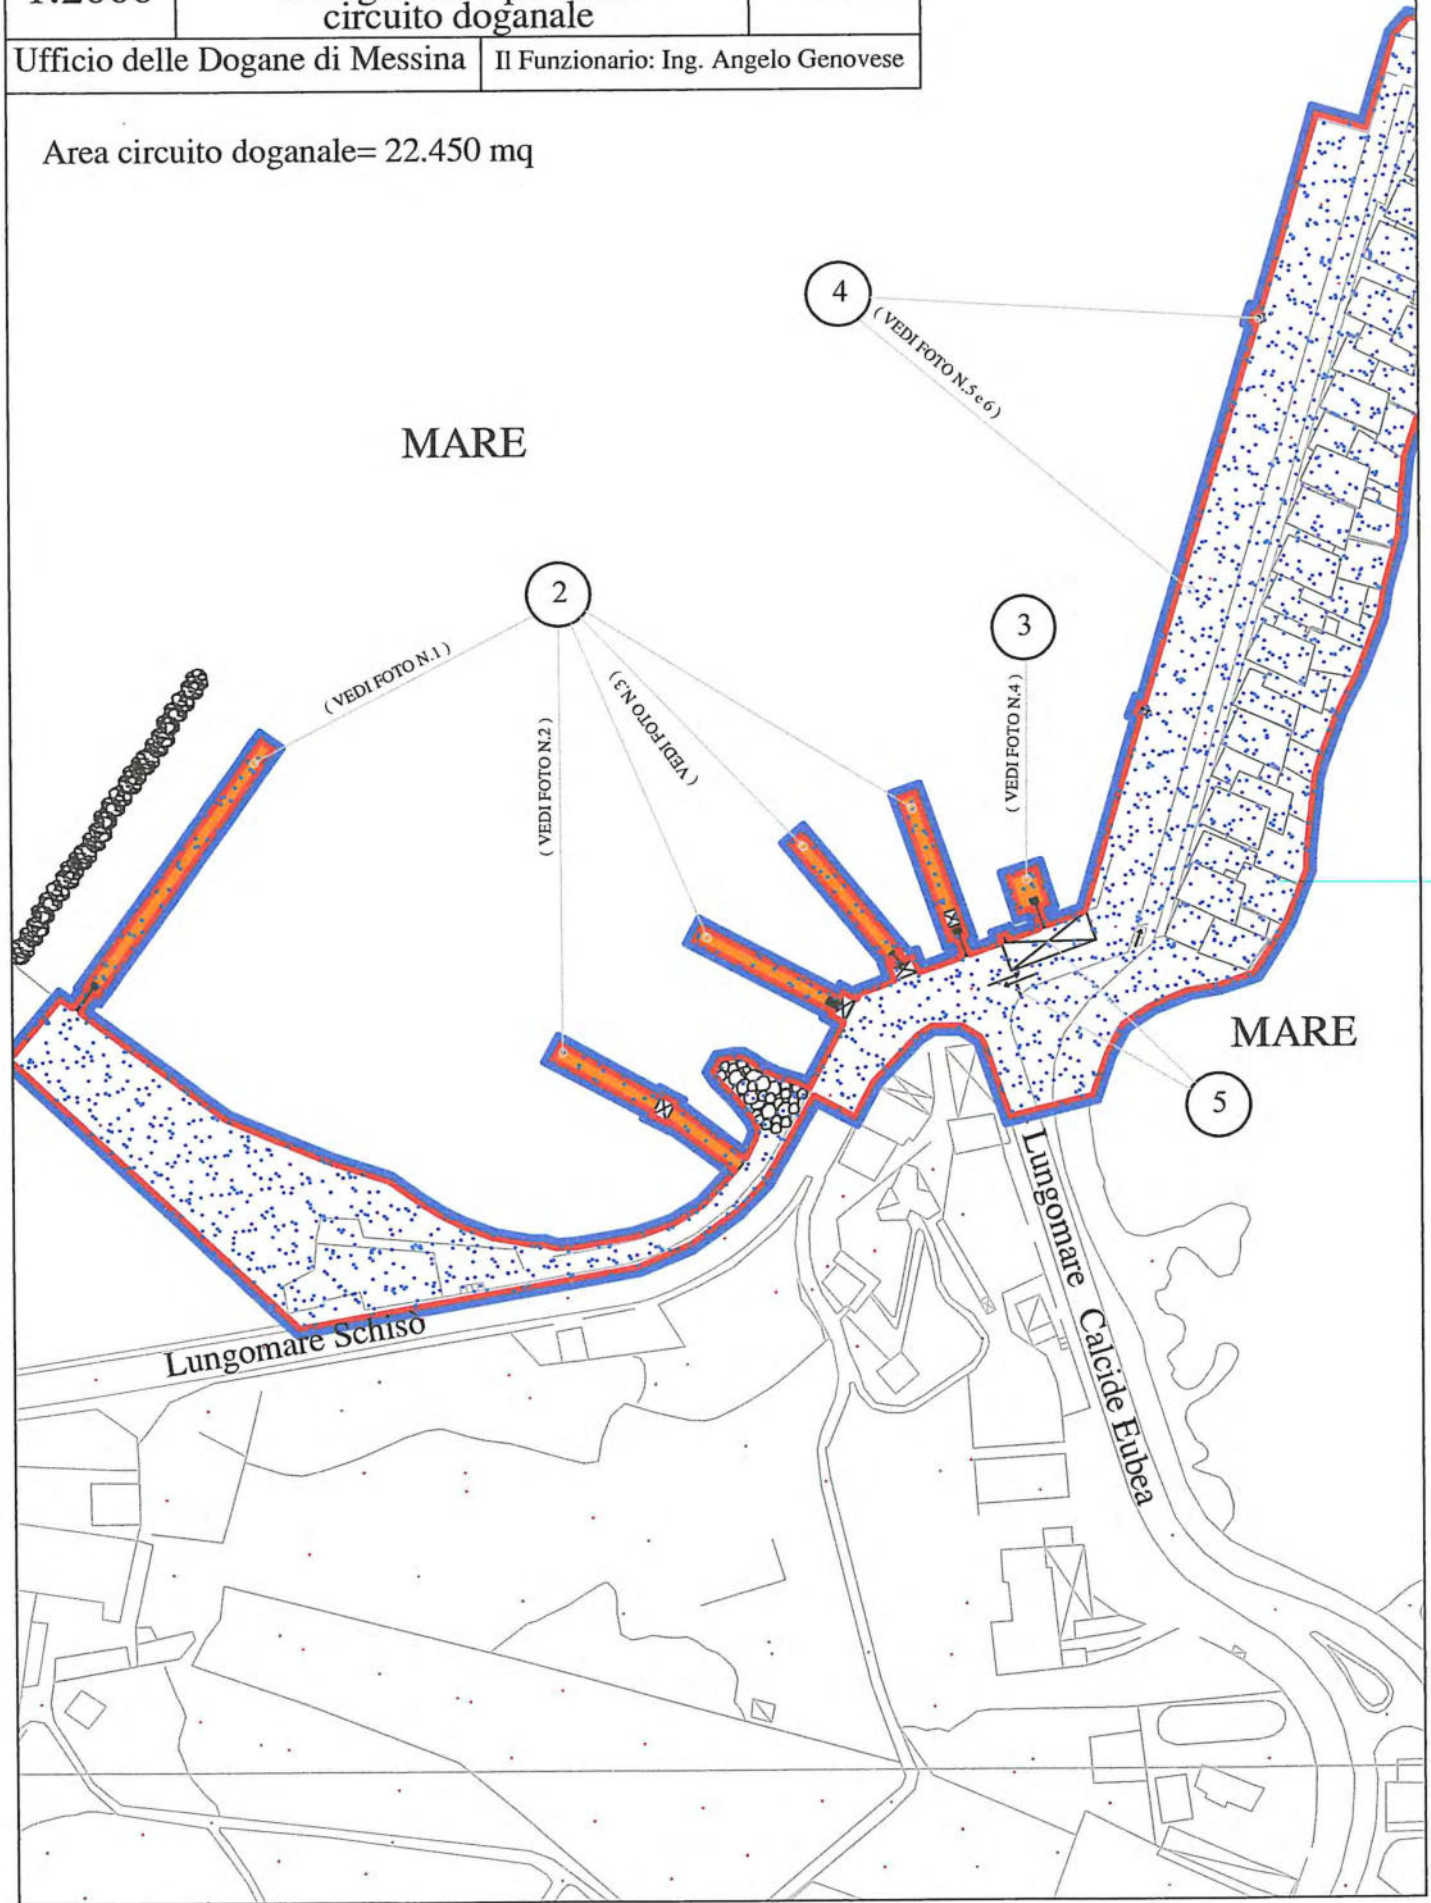 circuito doganale
Ufficio delle Dogane di Messina
Il Funzionario: Ing. Angelo Genovese
Area circuito doganale= 22.450 mq
4
( VEDI FOTO N.5 e 6 )
MARE
2
3
( VEDI FOTO N.1 )
( VEDI FOTO N.2 )
( VEDI FOTO N.3 )
( VEDI FOTO N.4 )
MARE
5
Lungomare Schisò
Lungomare Calcide Eubea